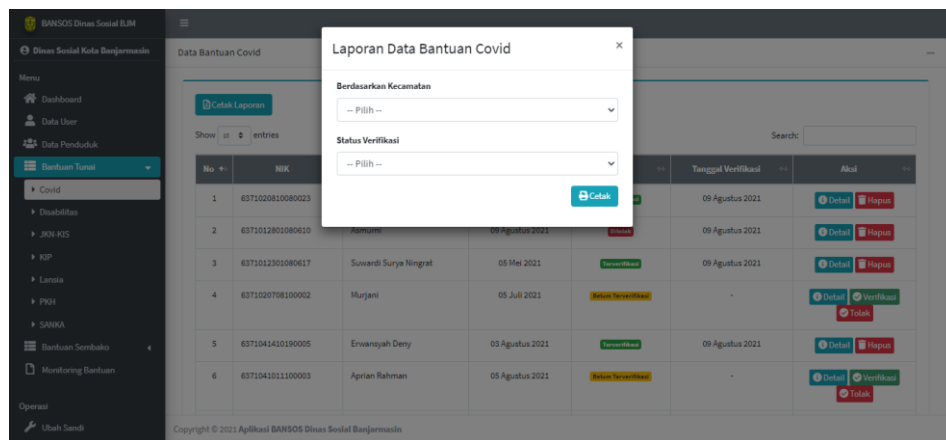 BANSOS Dinas Sosial BJM
Dinas Sosial Kota Banjarmasin
Menu
Dashboard
Data User
Data Penduduk
Bantuan Tunai
Covid
Disabilitas
JKN-KIS
KIP
Lansia
PKH
SANKA
Bantuan Sembako
Monitoring Bantuan
Operasi
Ubah Sandi
Data Bantuan Covid
Laporan Data Bantuan Covid ×
Berdasarkan Kecamatan
-- Pilih --
Status Verifikasi
-- Pilih --
Cetak
Cetak Laporan
Show 10 entries Search:
No NIK Tanggal Verifikasi Aksi
1 6371020810080023 09 Agustus 2021 Detail Hapus
2 6371012801080610 Asmurni 09 Agustus 2021 Ditolak 09 Agustus 2021 Detail Hapus
3 6371012301080617 Suwardi Surya Ningrat 05 Mei 2021 Terverifikasi 09 Agustus 2021 Detail Hapus
4 6371020708100002 Murjani 05 Juli 2021 Belum Terverifikasi - Detail Verifikasi Tolak
5 6371041410190005 Erwansyah Deny 03 Agustus 2021 Terverifikasi 09 Agustus 2021 Detail Hapus
6 6371041011100003 Aprian Rahman 05 Agustus 2021 Belum Terverifikasi - Detail Verifikasi Tolak
Copyright © 2021 Aplikasi BANSOS Dinas Sosial Banjarmasin